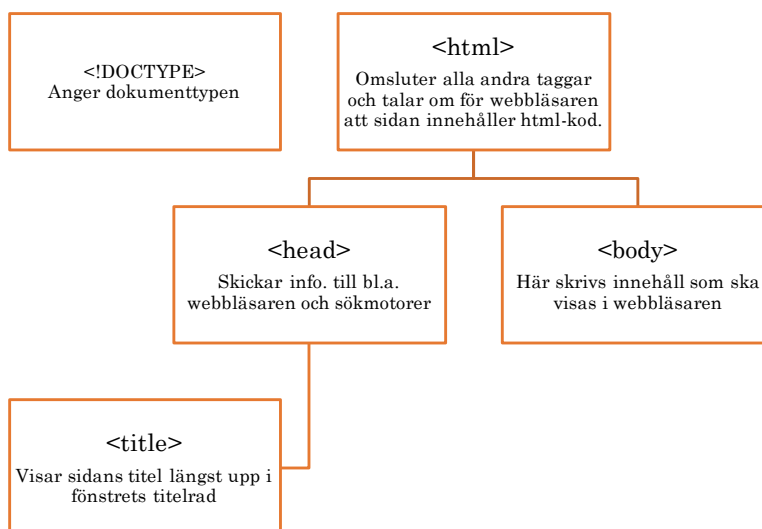 <!DOCTYPE>
Anger dokumenttypen
<html>
Omsluter alla andra taggar
och talar om för webbläsaren
att sidan innehåller html-kod.
<head>
Skickar info. till bl.a.
webbläsaren och sökmotorer
<body>
Här skrivs innehåll som ska
visas i webbläsaren
<title>
Visar sidans titel längst upp i
fönstrets titelrad